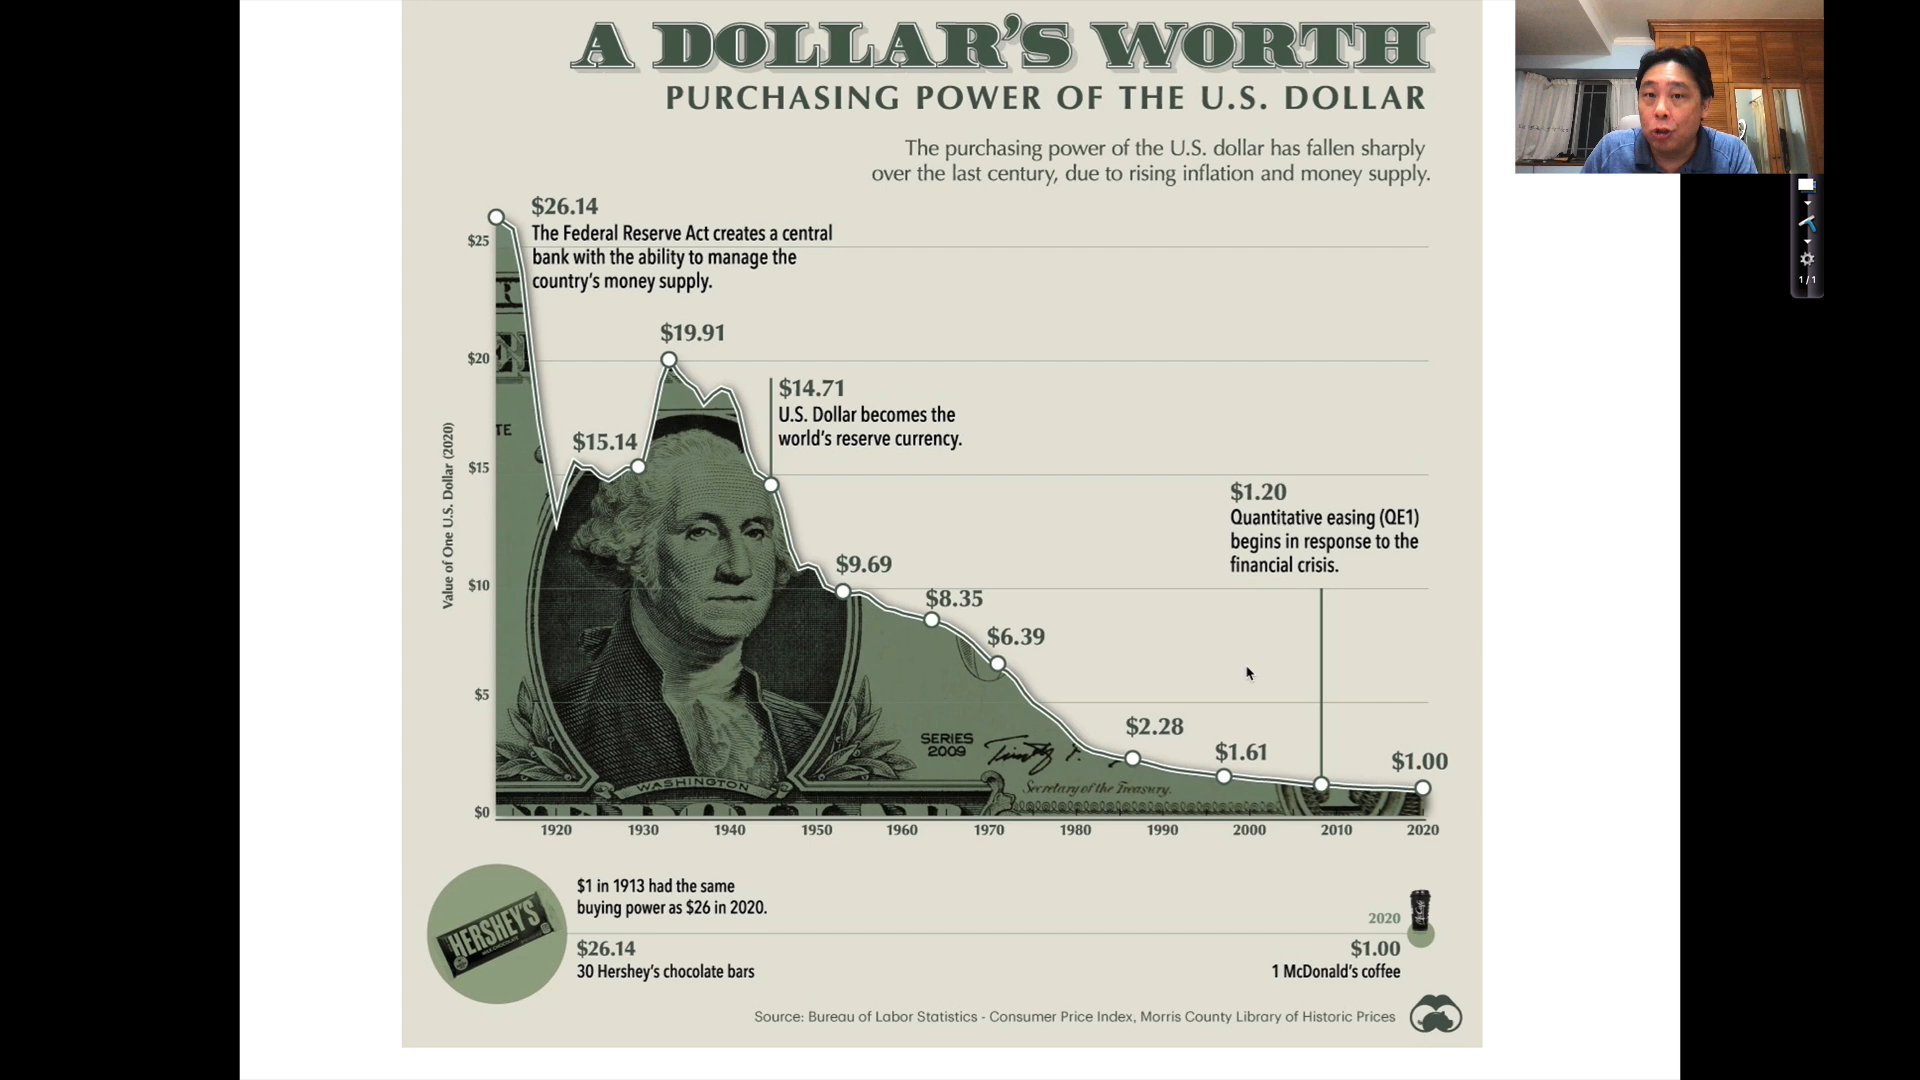 A DOLLAR'S WORTH
PURCHASING POWER OF THE U.S. DOLLAR
The purchasing power of the U.S. dollar has fallen sharply
over the last century, due to rising inflation and money supply.
$26.14
The Federal Reserve Act creates a central
bank with the ability to manage the
country's money supply.
$19.91
$14.71
U.S. Dollar becomes the
world's reserve currency.
$15.14
$1.20
Quantitative easing (QE1)
begins in response to the
financial crisis.
$9.69
$8.35
$6.39
$2.28
$1.61
$1.00
Value of One U.S. Dollar (2020)
$25
$20
$15
$10
$5
$0
TE
SERIES
2009
WASHINGTON
Secretary of the Treasury.
1920 1930 1940 1950 1960 1970 1980 1990 2000 2010 2020
HERSHEY'S
$1 in 1913 had the same
buying power as $26 in 2020.
$26.14
30 Hershey's chocolate bars
2020
McCafé
$1.00
1 McDonald's coffee
Source: Bureau of Labor Statistics - Consumer Price Index, Morris County Library of Historic Prices
1/1